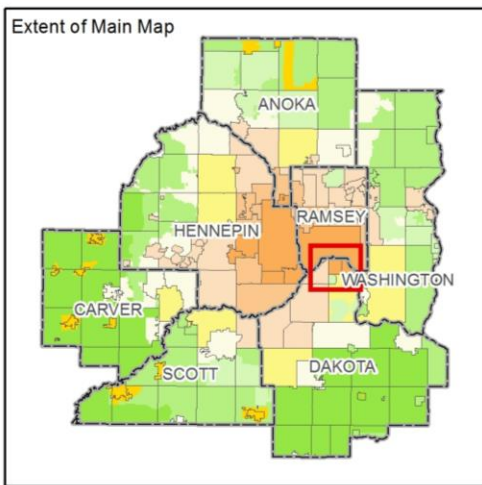 Extent of Main Map
ANOKA
HENNEPIN
RAMSEY
WASHINGTON
CARVER
SCOTT
DAKOTA